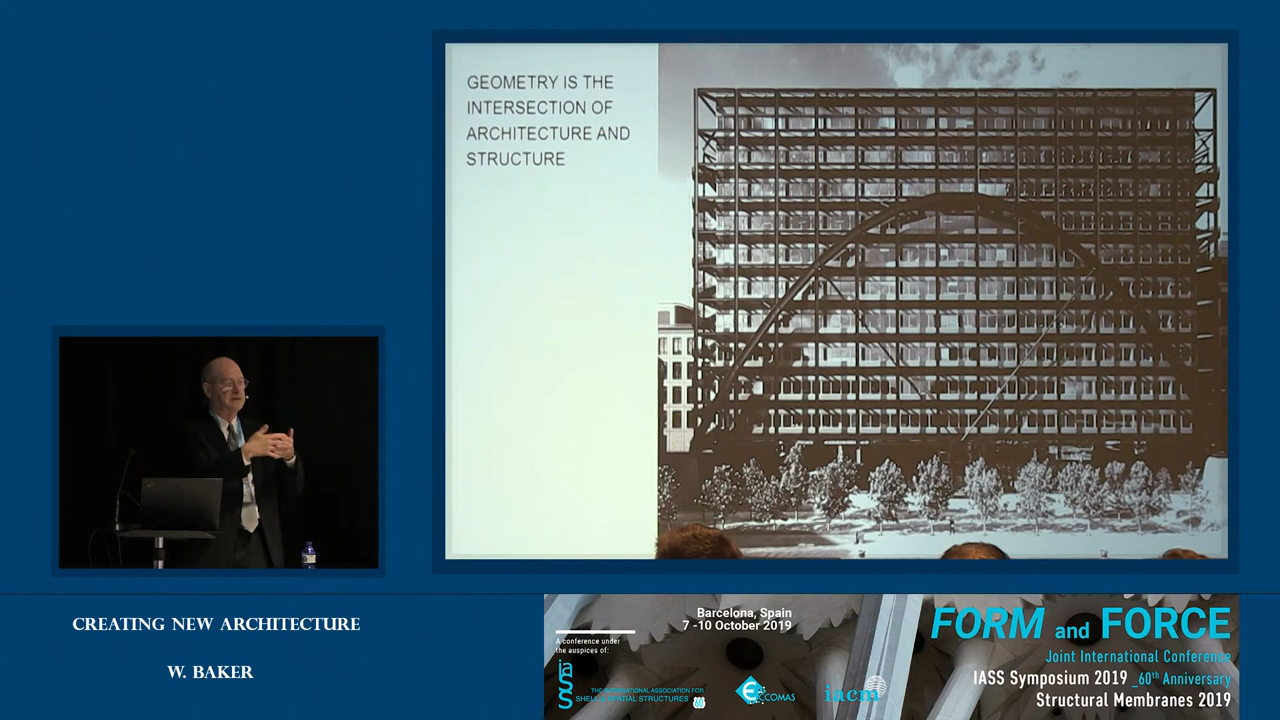 GEOMETRY IS THE
INTERSECTION OF
ARCHITECTURE AND
STRUCTURE
CREATING NEW ARCHITECTURE
W. BAKER
Barcelona, Spain
7 -10 October 2019
A conference under
the auspices of:
iass
THE INTERNATIONAL ASSOCIATION FOR
SHELL & SPATIAL STRUCTURES
ECCOMAS
iacm
FORM and FORCE
Joint International Conference
IASS Symposium 2019 _60th Anniversary
Structural Membranes 2019